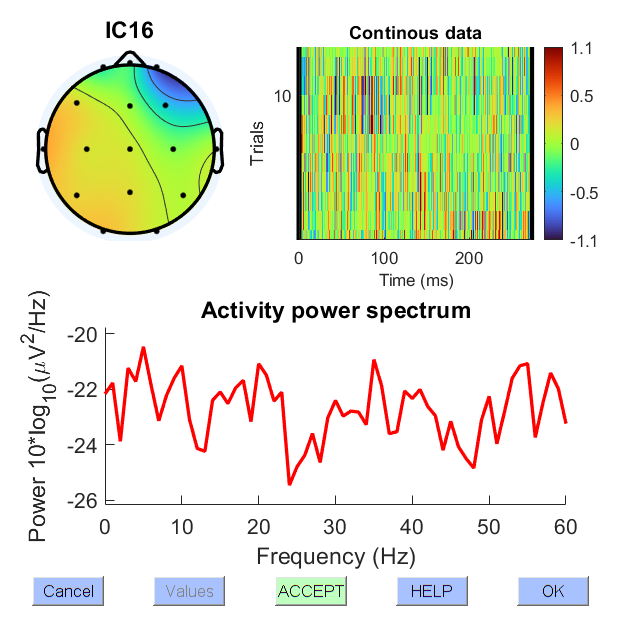 IC16
Continous data
Trials
10
0
100
200
Time (ms)
1.1
0.5
0
-0.5
-1.1
Activity power spectrum
Power 10*log10(μV2/Hz)
-20
-22
-24
-26
0
10
20
30
40
50
60
Frequency (Hz)
Cancel
Values
ACCEPT
HELP
OK